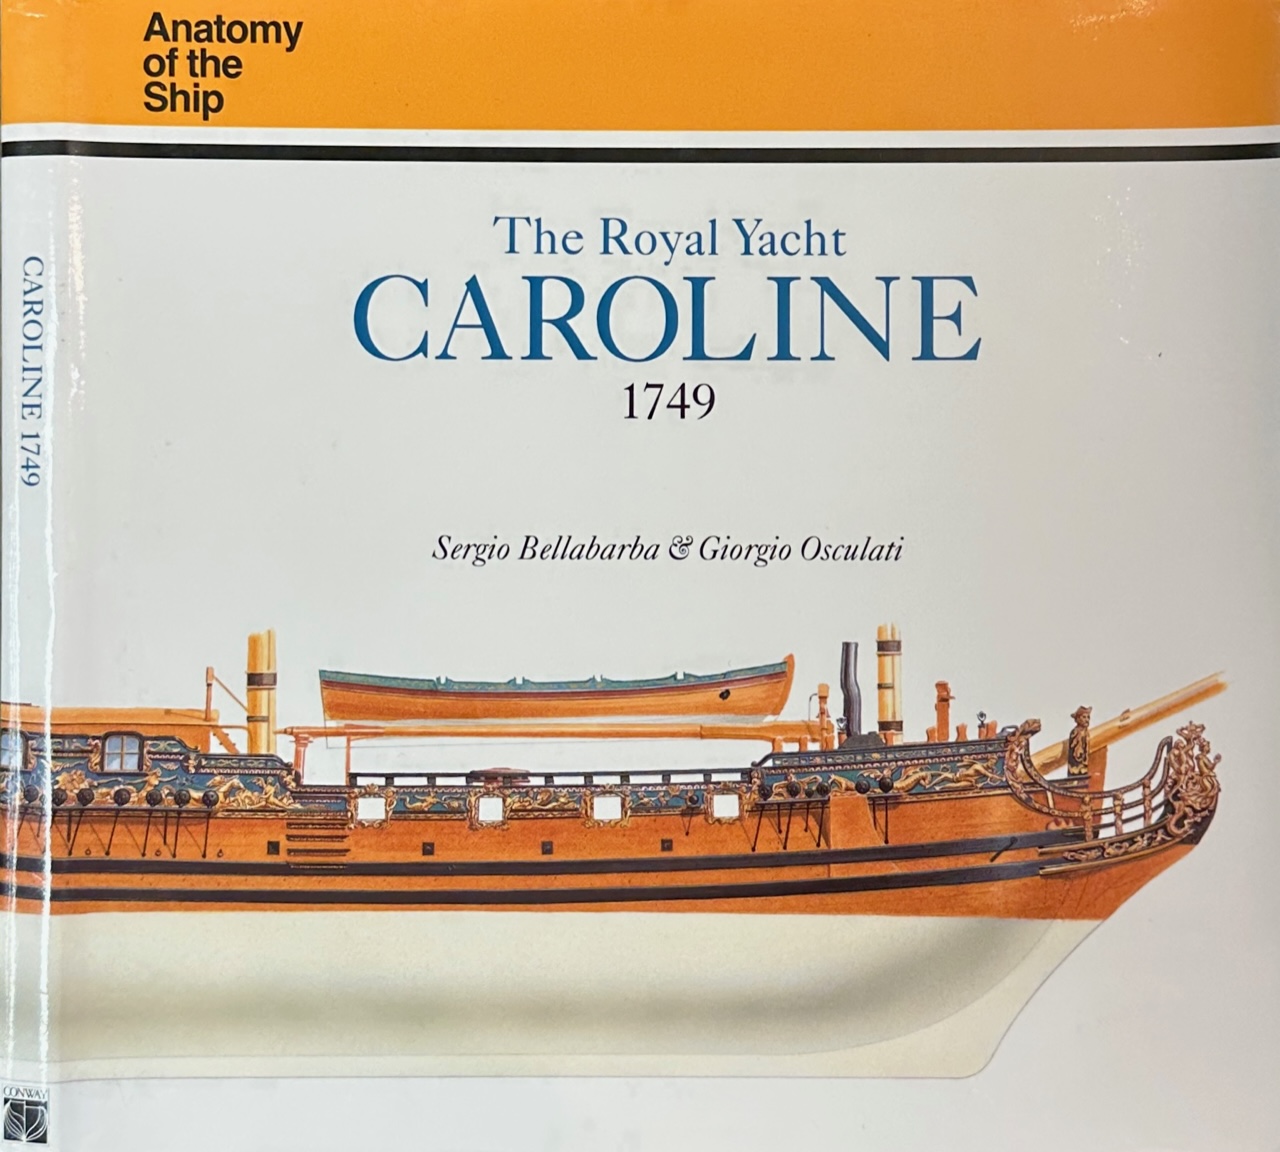 Anatomy
of the
Ship
The Royal Yacht
CAROLINE
1749
Sergio Bellabarba & Giorgio Osculati
CAROLINE 1749
CONWAY